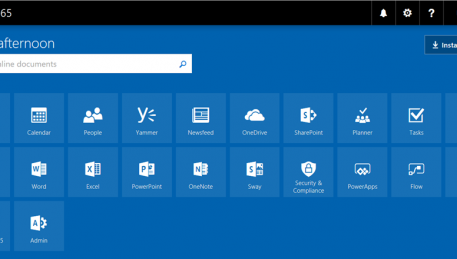 65
?
afternoon
Insta
nline documents
Calendar
People
Yammer
Newsfeed
OneDrive
SharePoint
Planner
Tasks
Word
Excel
PowerPoint
OneNote
Sway
Security &
Compliance
PowerApps
Flow
5
Admin